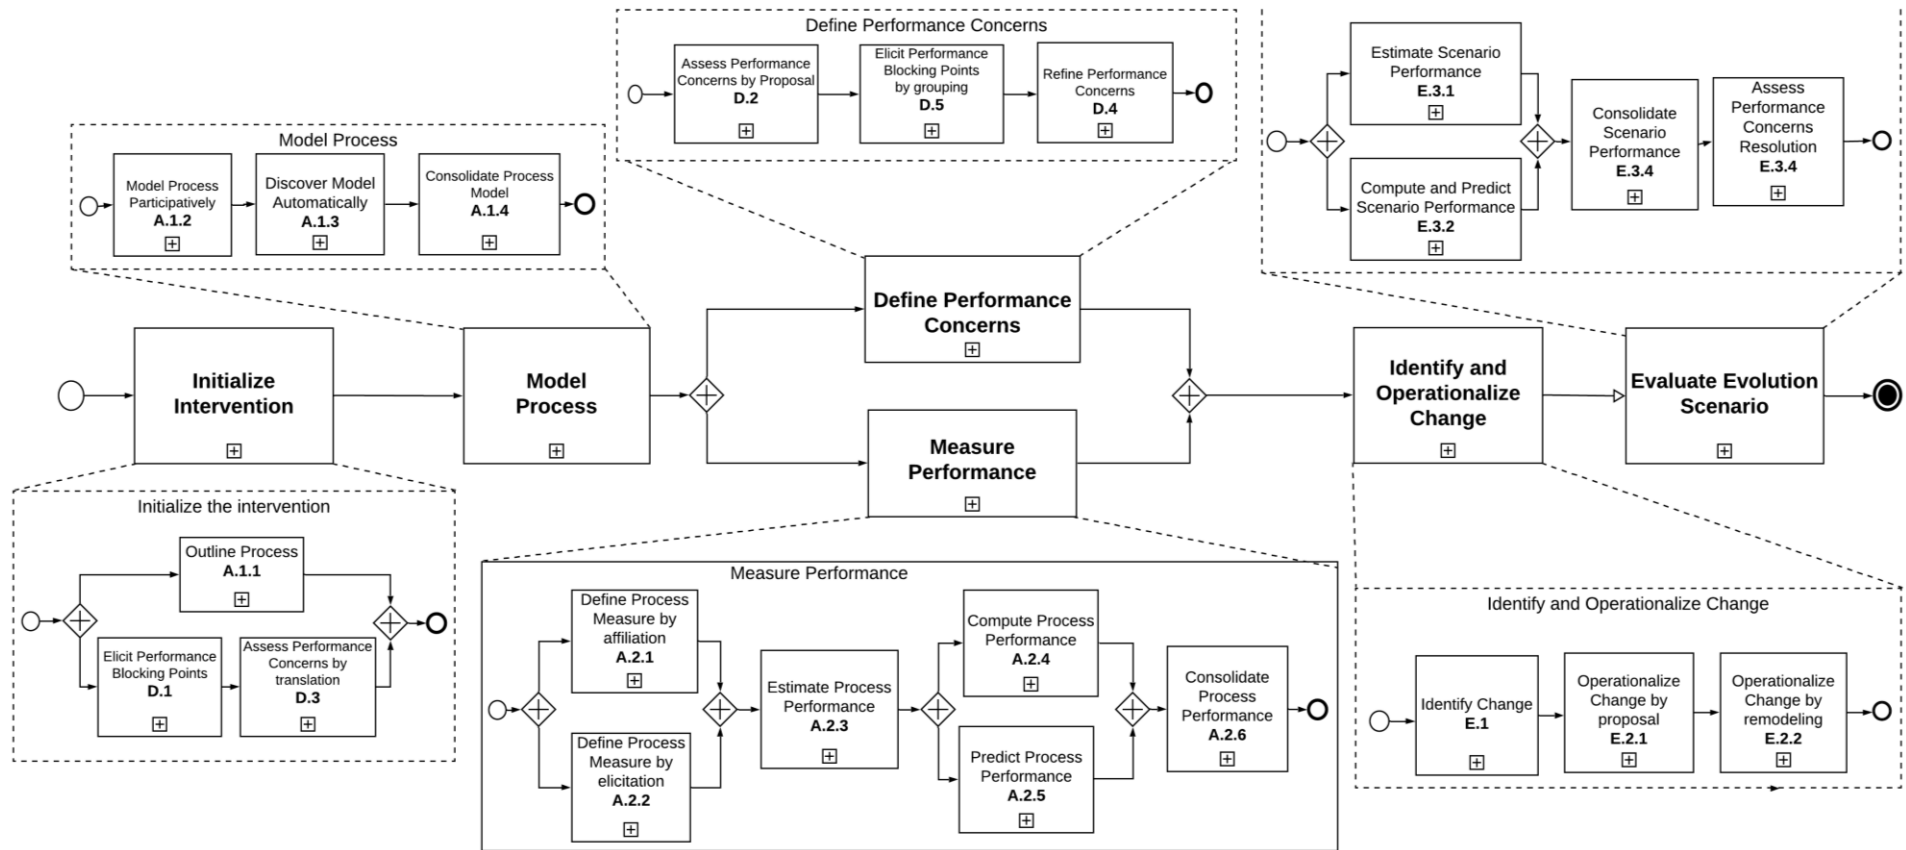 Define Performance Concerns
Assess Performance
Concerns by Proposal
D.2
Elicit Performance
Blocking Points
by grouping
D.5
Refine Performance
Concerns
D.4
Estimate Scenario
Performance
E.3.1
Compute and Predict
Scenario Performance
E.3.2
Consolidate
Scenario
Performance
E.3.4
Assess
Performance
Concerns
Resolution
E.3.4
Model Process
Model Process
Participatively
A.1.2
Discover Model
Automatically
A.1.3
Consolidate Process
Model
A.1.4
Initialize
Intervention
Model
Process
Define Performance
Concerns
Measure
Performance
Identify and
Operationalize
Change
Evaluate Evolution
Scenario
Initialize the intervention
Outline Process
A.1.1
Elicit Performance
Blocking Points
D.1
Assess Performance
Concerns by
translation
D.3
Measure Performance
Define Process
Measure by
affiliation
A.2.1
Define Process
Measure by
elicitation
A.2.2
Estimate Process
Performance
A.2.3
Compute Process
Performance
A.2.4
Predict Process
Performance
A.2.5
Consolidate
Process
Performance
A.2.6
Identify and Operationalize Change
Identify Change
E.1
Operationalize
Change by
proposal
E.2.1
Operationalize
Change by
remodeling
E.2.2